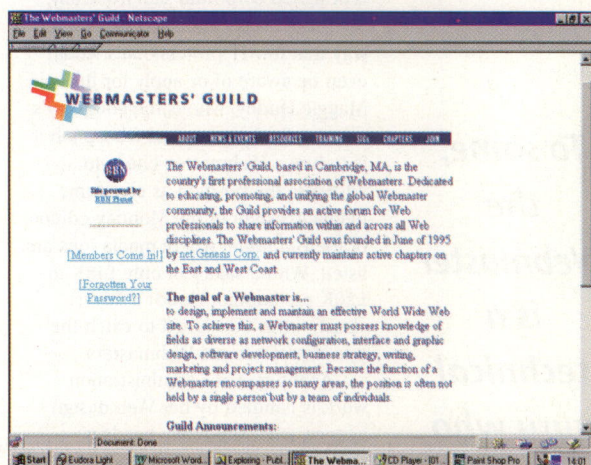 The Webmasters' Guild - Netscape
File Edit View Go Communicator Help
WEBMASTERS' GUILD
ABOUT NEWS & EVENTS RESOURCES TRAINING SIGs CHAPTERS JOIN
BBN
Site powered by
BBN Planet
[Members Come In!]
[Forgotten Your
Password?]
The Webmasters' Guild, based in Cambridge, MA, is the
country's first professional association of Webmasters. Dedicated
to educating, promoting, and unifying the global Webmaster
community, the Guild provides an active forum for Web
professionals to share information within and across all Web
disciplines. The Webmasters' Guild was founded in June of 1995
by net.Genesis Corp. and currently maintains active chapters on
the East and West Coast.
The goal of a Webmaster is...
to design, implement and maintain an effective World Wide Web
site. To achieve this, a Webmaster must possess knowledge of
fields as diverse as network configuration, interface and graphic
design, software development, business strategy, writing,
marketing and project management. Because the function of a
Webmaster encompasses so many areas, the position is often not
held by a single person but by a team of individuals.
Guild Announcements:
Document: Done
Start Eudora Light Microsoft Word... Exploring - Publ... The Webma... CD Player - [01... Paint Shop Pro 14:01